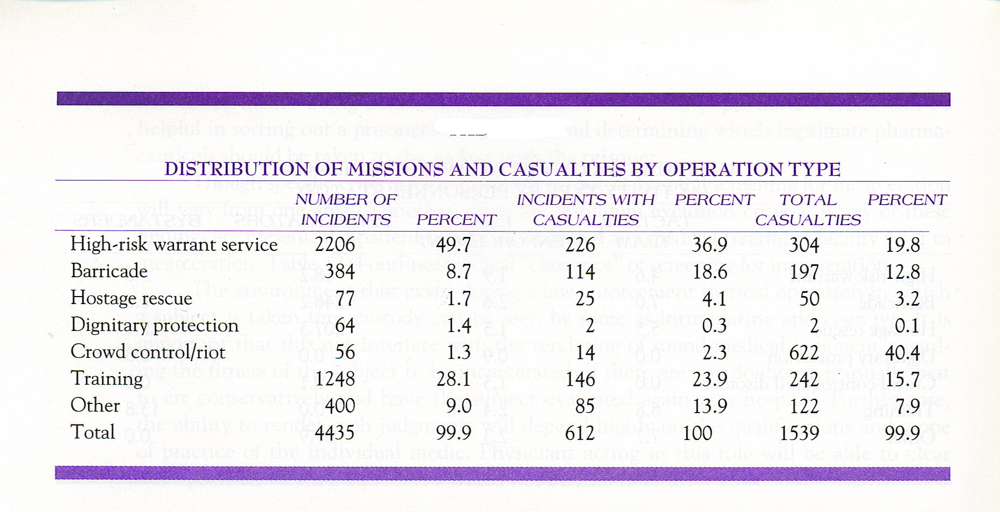 DISTRIBUTION OF MISSIONS AND CASUALTIES BY OPERATION TYPE
NUMBER OF INCIDENTS WITH PERCENT TOTAL PERCENT
INCIDENTS PERCENT CASUALTIES CASUALTIES
High-risk warrant service 2206 49.7 226 36.9 304 19.8
Barricade 384 8.7 114 18.6 197 12.8
Hostage rescue 77 1.7 25 4.1 50 3.2
Dignitary protection 64 1.4 2 0.3 2 0.1
Crowd control/riot 56 1.3 14 2.3 622 40.4
Training 1248 28.1 146 23.9 242 15.7
Other 400 9.0 85 13.9 122 7.9
Total 4435 99.9 612 100 1539 99.9